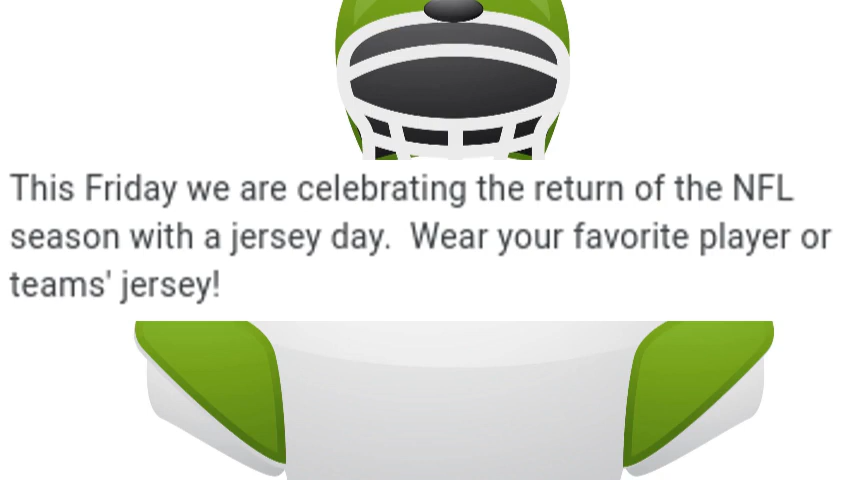 This Friday we are celebrating the return of the NFL
season with a jersey day.  Wear your favorite player or
teams' jersey!